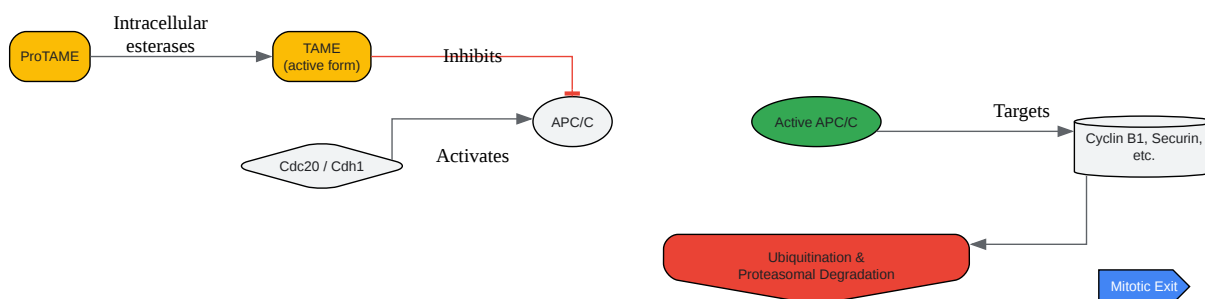 Intracellular
esterases
ProTAME
TAME
(active form)
Inhibits
APC/C
Activates
Cdc20 / Cdh1
Active APC/C
Targets
Cyclin B1, Securin,
etc.
Ubiquitination &
Proteasomal Degradation
Mitotic Exit